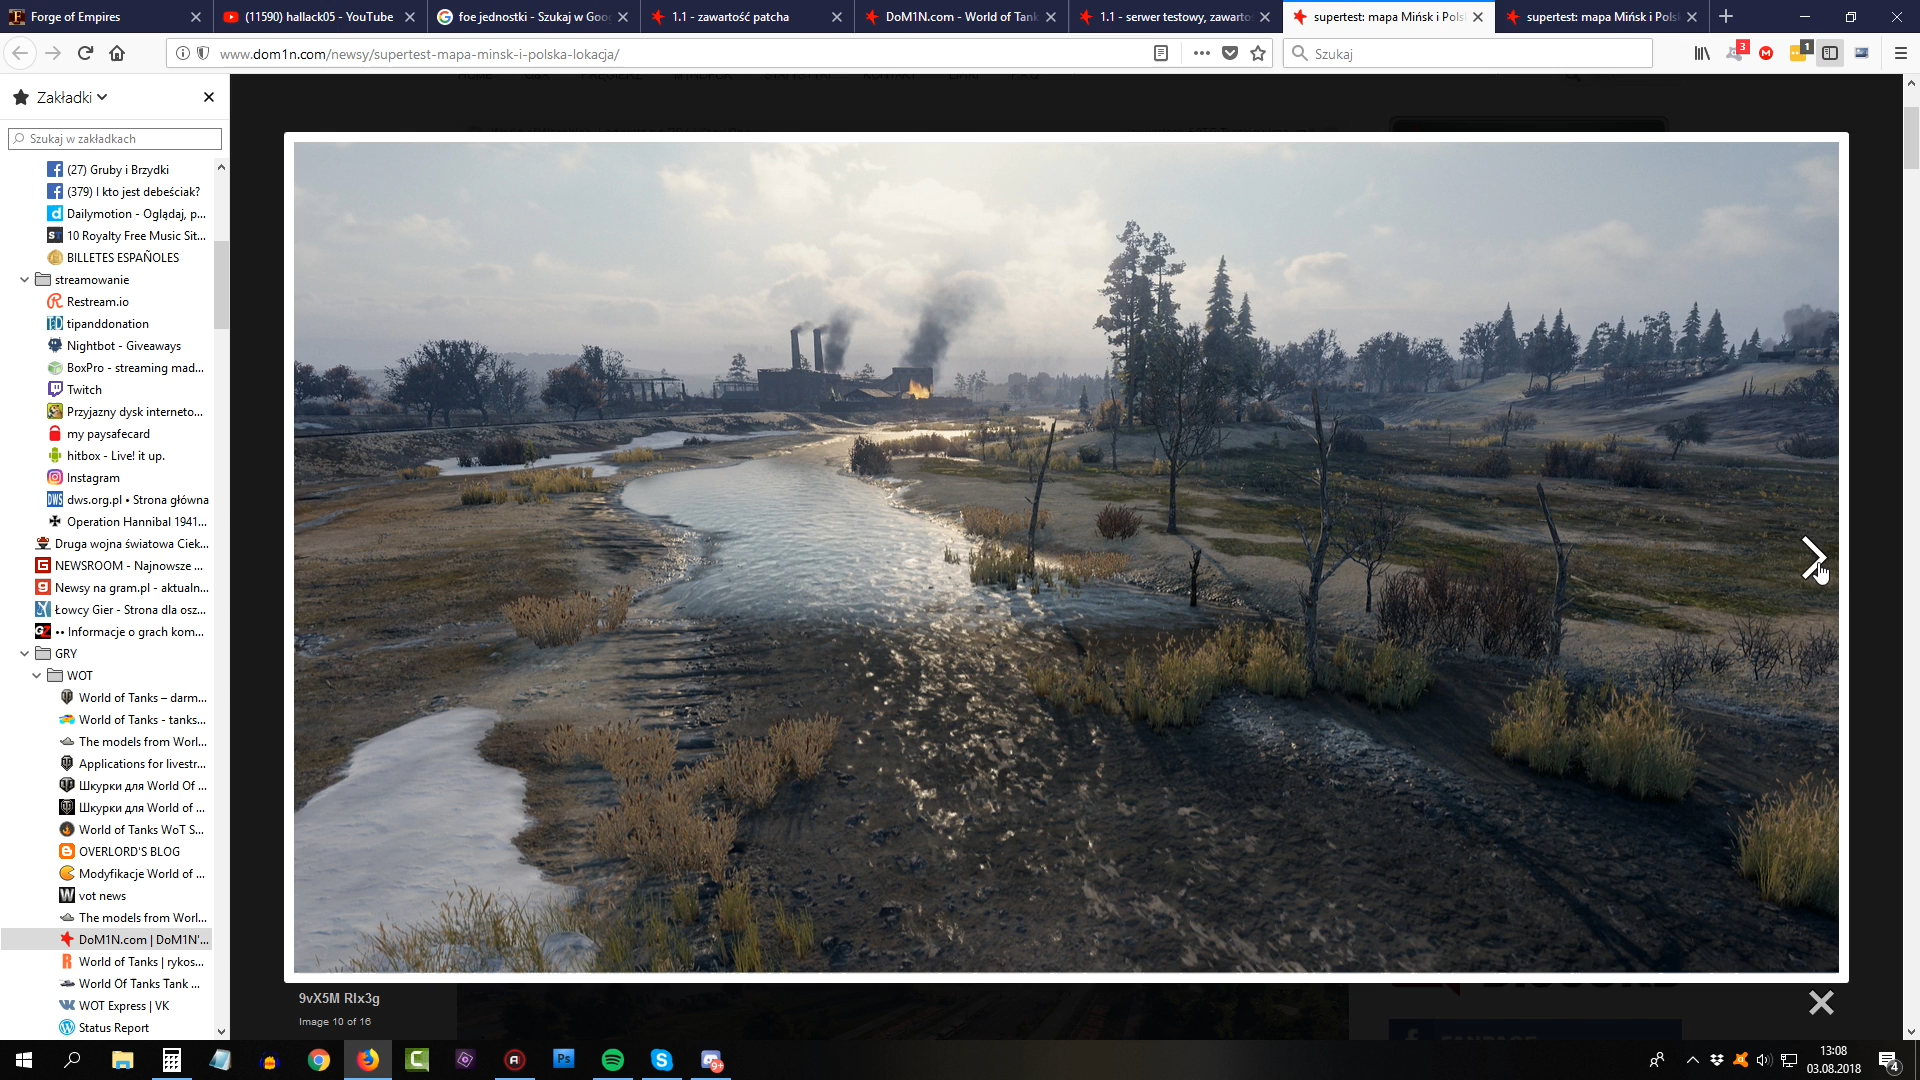 Forge of Empires
(11590) hallack05 - YouTube
foe jednostki - Szukaj w Goo
1.1 - zawartość patcha
DoM1N.com - World of Tank
1.1 - serwer testowy, zawarto
supertest: mapa Mińsk i Pols
supertest: mapa Mińsk i Pols
www.dom1n.com/newsy/supertest-mapa-minsk-i-polska-lokacja/
Szukaj
3
1
Zakładki
Szukaj w zakładkach
(27) Gruby i Brzydki
(379) I kto jest debeściak?
Dailymotion - Oglądaj, p...
10 Royalty Free Music Sit...
BILLETES ESPAÑOLES
streamowanie
Restream.io
tipanddonation
Nightbot - Giveaways
BoxPro - streaming mad...
Twitch
Przyjazny dysk interneto...
my paysafecard
hitbox - Live! it up.
Instagram
dws.org.pl • Strona główna
Operation Hannibal 1941...
Druga wojna światowa Ciek...
NEWSROOM - Najnowsze ...
Newsy na gram.pl - aktualn...
Łowcy Gier - Strona dla osz...
•• Informacje o grach kom...
GRY
WOT
World of Tanks – darm...
World of Tanks - tanks...
The models from Worl...
Applications for livestr...
Шкурки для World Of ...
Шкурки для World of ...
World of Tanks WoT S...
OVERLORD'S BLOG
Modyfikacje World of ...
vot news
The models from Worl...
DoM1N.com | DoM1N'...
World of Tanks | rykos...
World Of Tanks Tank ...
WOT Express | VK
Status Report
9vX5M RIx3g
Image 10 of 16
FANPAGE
13:08
03.08.2018
4